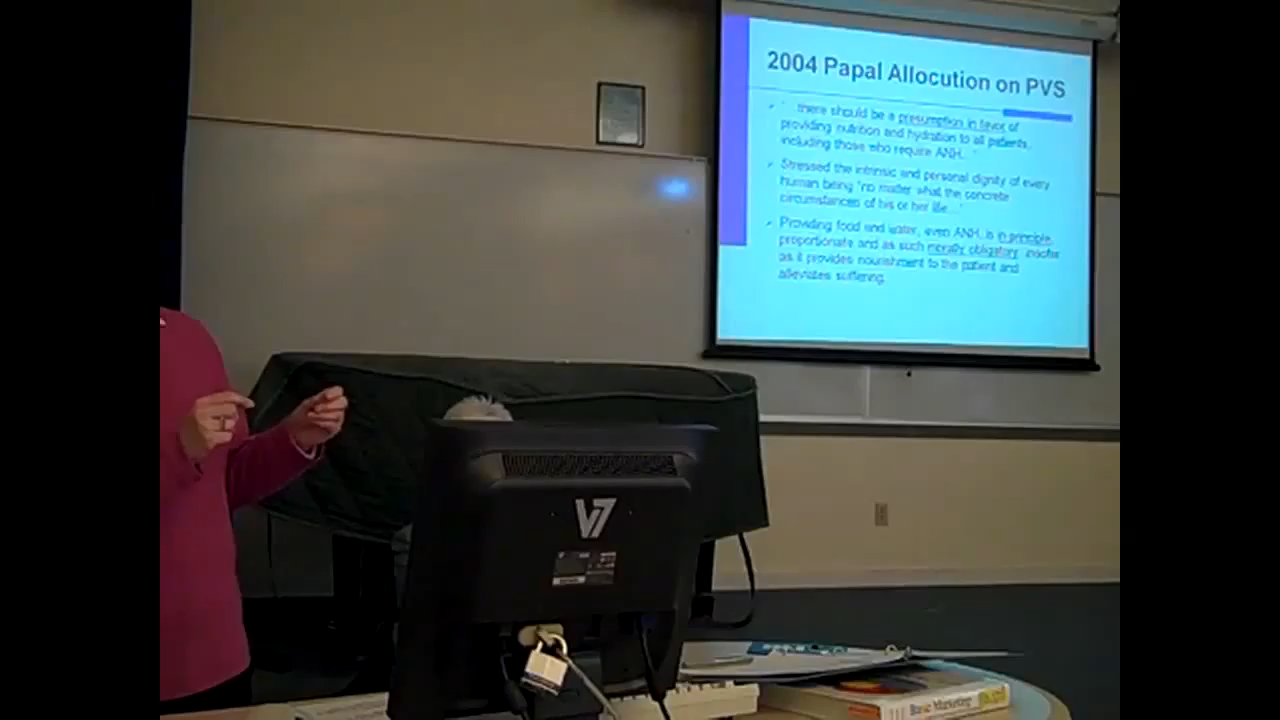 2004 Papal Allocution on PVS
there should be a presumption in favor of
providing nutrition and hydration to all patients,
including those who require ANH..."
Stressed the intrinsic and personal dignity of every
human being "no matter what the concrete
circumstances of his or her life..."
Providing food and water, even ANH, is in principle,
proportionate and as such morally obligatory insofar
as it provides nourishment to the patient and
alleviates suffering.
V7
Basic Marketing